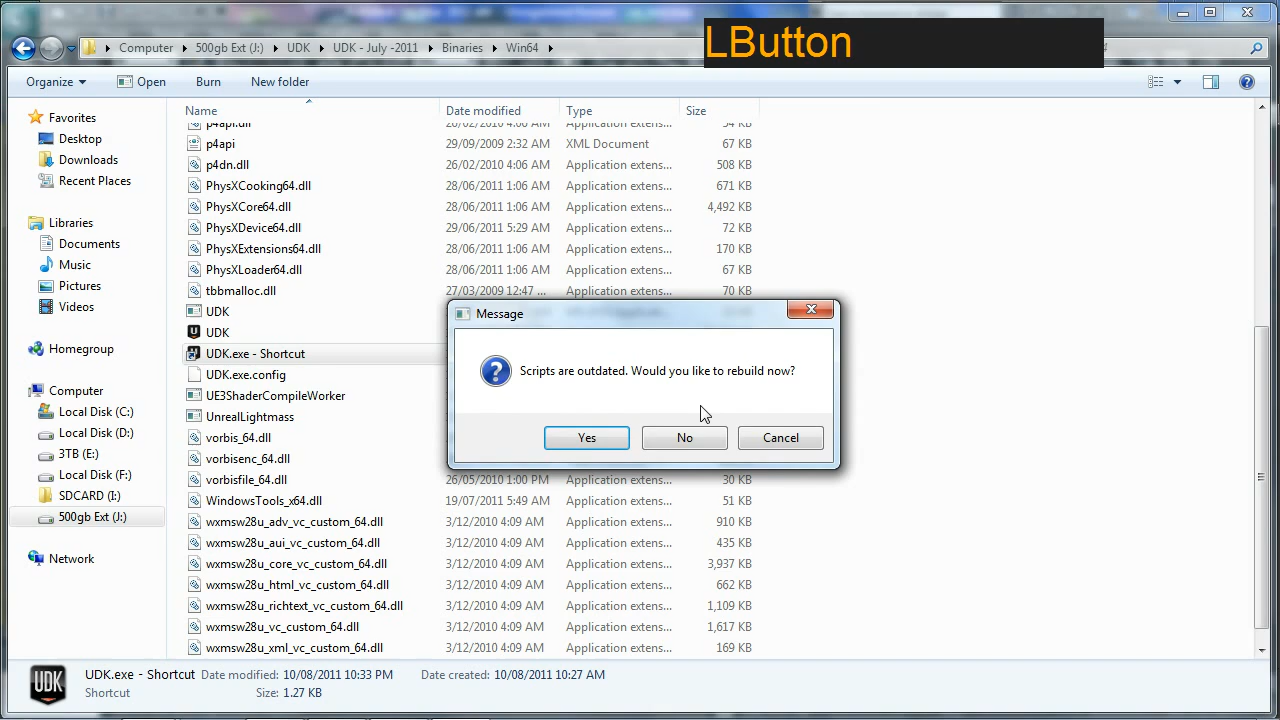 LButton
Computer
500gb Ext (J:)
UDK
UDK - July -2011
Binaries
Win64
Organize
Open
Burn
New folder
Name
Date modified
Type
Size
p4api.dll
Application extens...
54 KB
p4api
29/09/2009 2:32 AM
XML Document
67 KB
p4dn.dll
26/02/2010 4:06 AM
Application extens...
508 KB
PhysXCooking64.dll
28/06/2011 1:06 AM
Application extens...
671 KB
PhysXCore64.dll
28/06/2011 1:06 AM
Application extens...
4,492 KB
PhysXDevice64.dll
29/06/2011 5:29 AM
Application extens...
72 KB
PhysXExtensions64.dll
28/06/2011 1:06 AM
Application extens...
170 KB
PhysXLoader64.dll
28/06/2011 1:06 AM
Application extens...
67 KB
tbbmalloc.dll
27/03/2009 12:47 ...
Application extens...
70 KB
UDK
UDK
UDK.exe - Shortcut
UDK.exe.config
UE3ShaderCompileWorker
UnrealLightmass
vorbis_64.dll
vorbisenc_64.dll
vorbisfile_64.dll
26/05/2010 1:00 PM
Application extens...
30 KB
WindowsTools_x64.dll
19/07/2011 5:49 AM
Application extens...
51 KB
wxmsw28u_adv_vc_custom_64.dll
3/12/2010 4:09 AM
Application extens...
910 KB
wxmsw28u_aui_vc_custom_64.dll
3/12/2010 4:09 AM
Application extens...
435 KB
wxmsw28u_core_vc_custom_64.dll
3/12/2010 4:09 AM
Application extens...
3,937 KB
wxmsw28u_html_vc_custom_64.dll
3/12/2010 4:09 AM
Application extens...
662 KB
wxmsw28u_richtext_vc_custom_64.dll
3/12/2010 4:09 AM
Application extens...
1,109 KB
wxmsw28u_vc_custom_64.dll
3/12/2010 4:09 AM
Application extens...
1,617 KB
wxmsw28u_xml_vc_custom_64.dll
3/12/2010 4:09 AM
Application extens...
169 KB
Favorites
Desktop
Downloads
Recent Places
Libraries
Documents
Music
Pictures
Videos
Homegroup
Computer
Local Disk (C:)
Local Disk (D:)
3TB (E:)
Local Disk (F:)
SDCARD (I:)
500gb Ext (J:)
Network
Message
Scripts are outdated. Would you like to rebuild now?
Yes
No
Cancel
UDK
UDK.exe - Shortcut
Date modified: 10/08/2011 10:33 PM
Date created: 10/08/2011 10:27 AM
Shortcut
Size: 1.27 KB